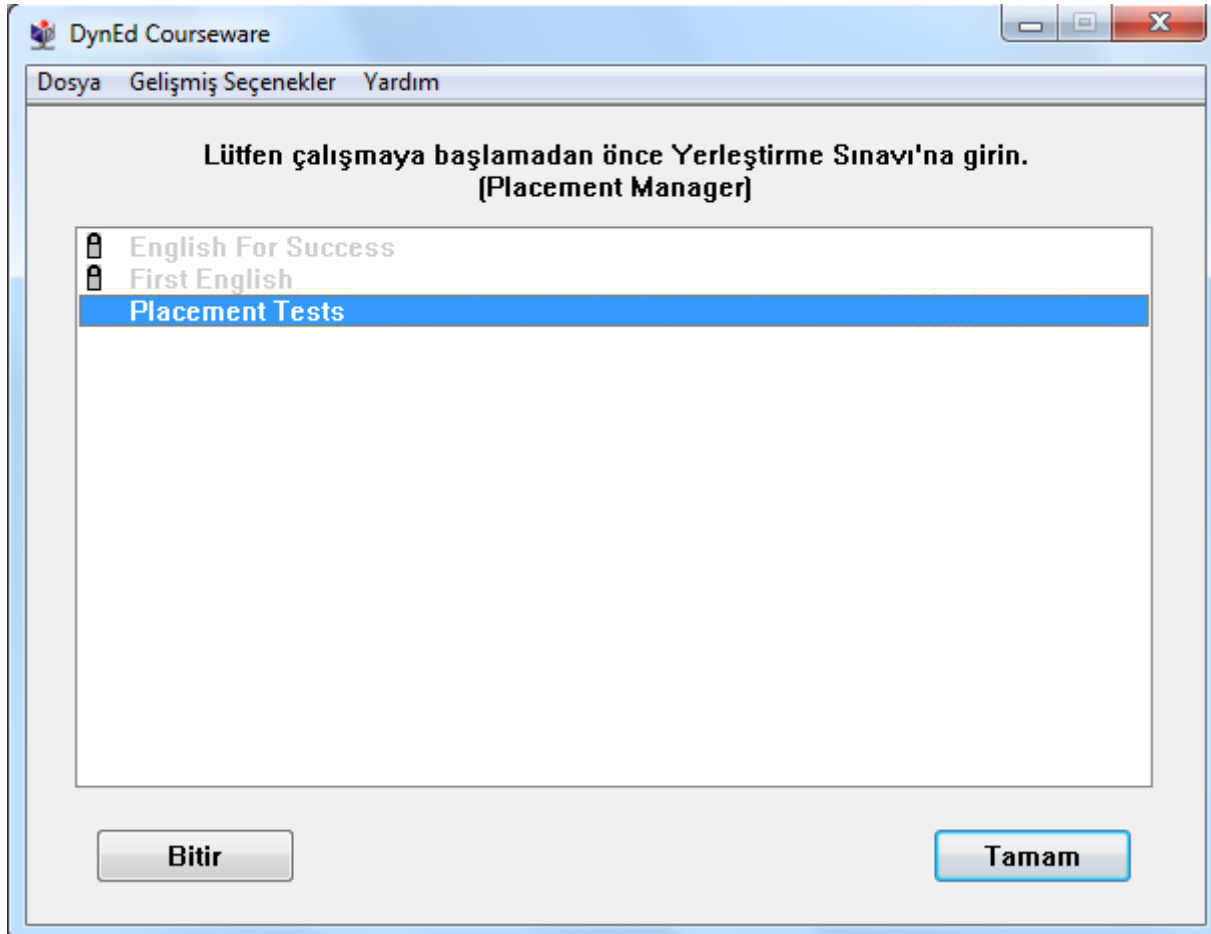 DynEd Courseware
Dosya Gelişmiş Seçenekler Yardım
Lütfen çalışmaya başlamadan önce Yerleştirme Sınavı'na girin.
(Placement Manager)
English For Success
First English
Placement Tests
Bitir Tamam